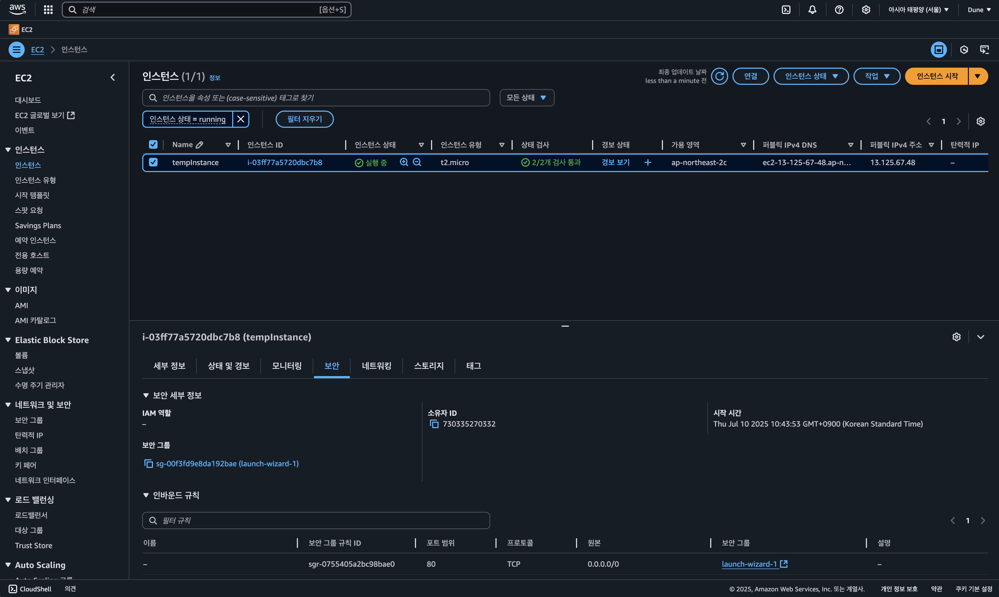 aws
검색
[옵션+S]
아시아 태평양 (서울)
Dune
EC2
EC2
인스턴스
EC2
대시보드
EC2 글로벌 보기
이벤트
인스턴스
인스턴스
인스턴스 유형
시작 템플릿
스팟 요청
Savings Plans
예약 인스턴스
전용 호스트
용량 예약
이미지
AMI
AMI 카탈로그
Elastic Block Store
볼륨
스냅샷
수명 주기 관리자
네트워크 및 보안
보안 그룹
탄력적 IP
배치 그룹
키 페어
네트워크 인터페이스
로드 밸런싱
로드밸런서
대상 그룹
Trust Store
Auto Scaling
Auto Scaling 그룹
인스턴스 (1/1) 정보
최종 업데이트 날짜
less than a minute 전
연결
인스턴스 상태
작업
인스턴스 시작
인스턴스을 속성 또는 (case-sensitive) 태그로 찾기
모든 상태
인스턴스 상태 = running
필터 지우기
1
Name 인스턴스 ID 인스턴스 상태 인스턴스 유형 상태 검사 경보 상태 가용 영역 퍼블릭 IPv4 DNS 퍼블릭 IPv4 주소 탄력적 IP
tempInstance i-03ff77a5720dbc7b8 실행 중 t2.micro 2/2개 검사 통과 경보 보기 + ap-northeast-2c ec2-13-125-67-48.ap-n... 13.125.67.48 –
i-03ff77a5720dbc7b8 (tempInstance)
세부 정보 상태 및 경보 모니터링 보안 네트워킹 스토리지 태그
보안 세부 정보
IAM 역할
–
소유자 ID
730335270332
시작 시간
Thu Jul 10 2025 10:43:53 GMT+0900 (Korean Standard Time)
보안 그룹
sg-00f3fd9e8da192bae (launch-wizard-1)
인바운드 규칙
필터 규칙
1
이름 보안 그룹 규칙 ID 포트 범위 프로토콜 원본 보안 그룹 설명
– sgr-0755405a2bc98bae0 80 TCP 0.0.0.0/0 launch-wizard-1 –
CloudShell
의견
© 2025, Amazon Web Services, Inc. 또는 계열사.
개인 정보 보호
약관
쿠키 기본 설정